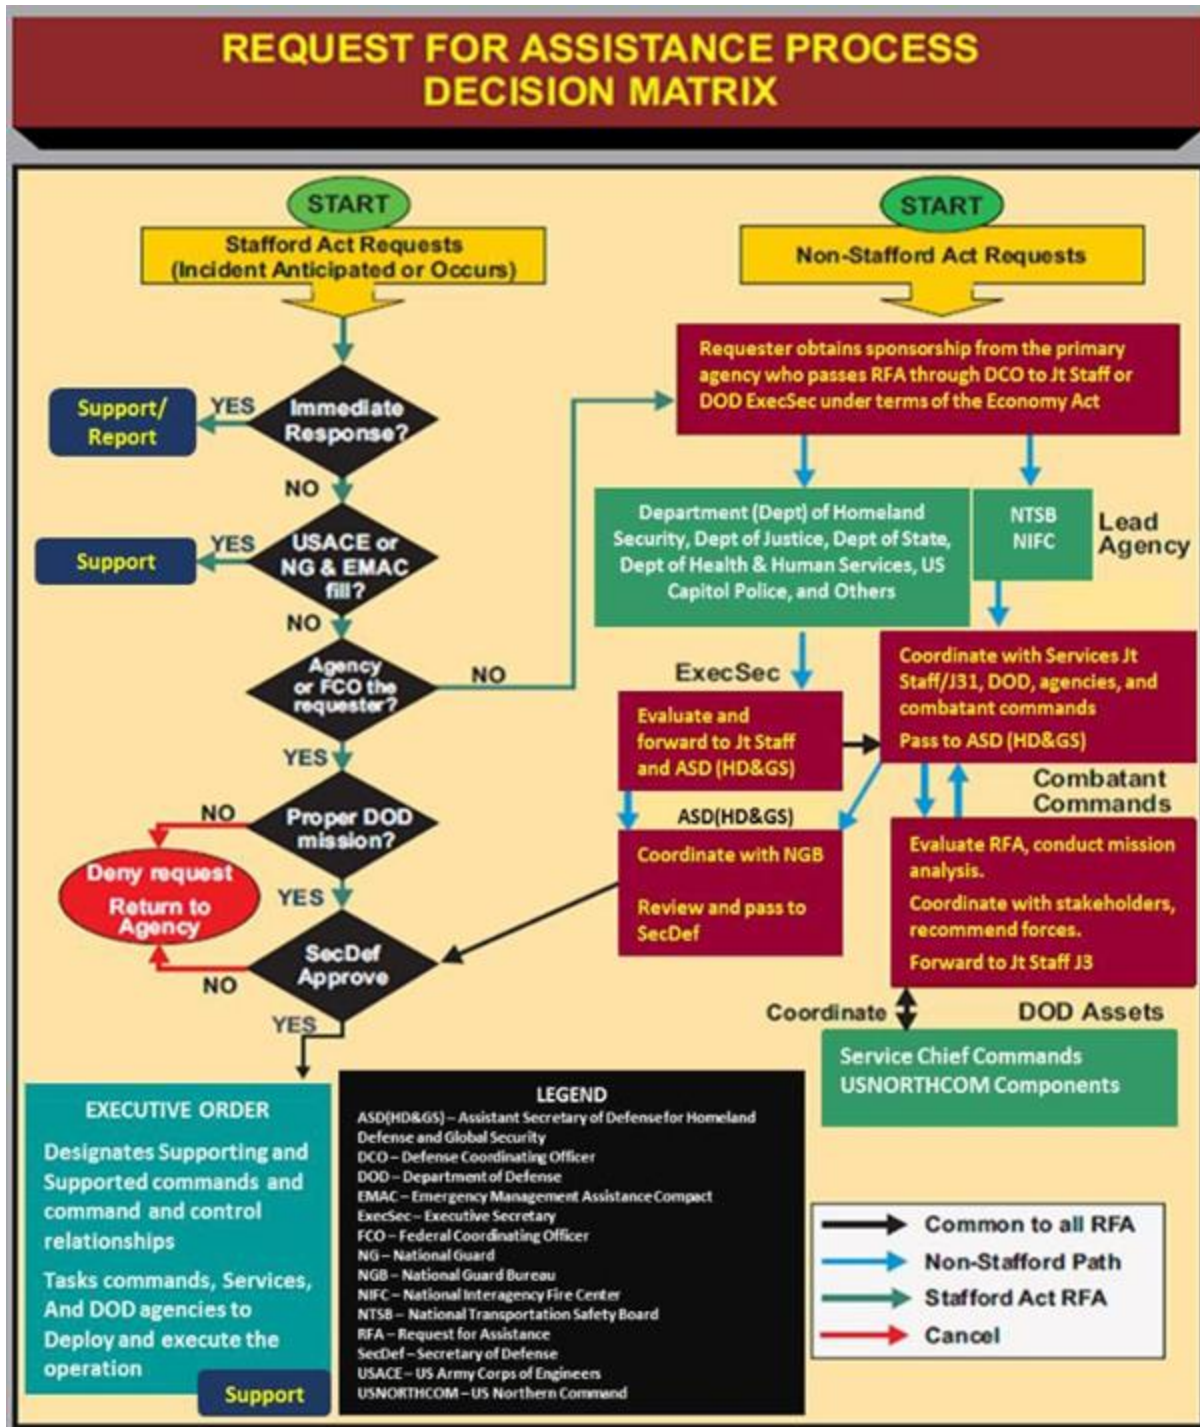 REQUEST FOR ASSISTANCE PROCESS
DECISION MATRIX
START
Stafford Act Requests
(Incident Anticipated or Occurs)
Immediate
Response?
YES
Support/
Report
NO
USACE or
NG & EMAC
fill?
YES
Support
NO
Agency
or FCO the
requester?
NO
YES
Proper DOD
mission?
NO
Deny request
Return to
Agency
YES
SecDef
Approve
NO
YES
EXECUTIVE ORDER
Designates Supporting and
Supported commands and
command and control
relationships
Tasks commands, Services,
And DOD agencies to
Deploy and execute the
operation
Support
START
Non-Stafford Act Requests
Requester obtains sponsorship from the primary
agency who passes RFA through DCO to Jt Staff or
DOD ExecSec under terms of the Economy Act
Department (Dept) of Homeland
Security, Dept of Justice, Dept of State,
Dept of Health & Human Services, US
Capitol Police, and Others
NTSB
NIFC
Lead
Agency
ExecSec
Evaluate and
forward to Jt Staff
and ASD (HD&GS)
Coordinate with Services Jt
Staff/J31, DOD, agencies, and
combatant commands
Pass to ASD (HD&GS)
ASD(HD&GS)
Coordinate with NGB
Review and pass to
SecDef
Combatant
Commands
Evaluate RFA, conduct mission
analysis.
Coordinate with stakeholders,
recommend forces.
Forward to Jt Staff J3
Coordinate
DOD Assets
Service Chief Commands
USNORTHCOM Components
LEGEND
ASD(HD&GS) – Assistant Secretary of Defense for Homeland
Defense and Global Security
DCO – Defense Coordinating Officer
DOD – Department of Defense
EMAC – Emergency Management Assistance Compact
ExecSec – Executive Secretary
FCO – Federal Coordinating Officer
NG – National Guard
NGB – National Guard Bureau
NIFC – National Interagency Fire Center
NTSB – National Transportation Safety Board
RFA – Request for Assistance
SecDef – Secretary of Defense
USACE – US Army Corps of Engineers
USNORTHCOM – US Northern Command
Common to all RFA
Non-Stafford Path
Stafford Act RFA
Cancel